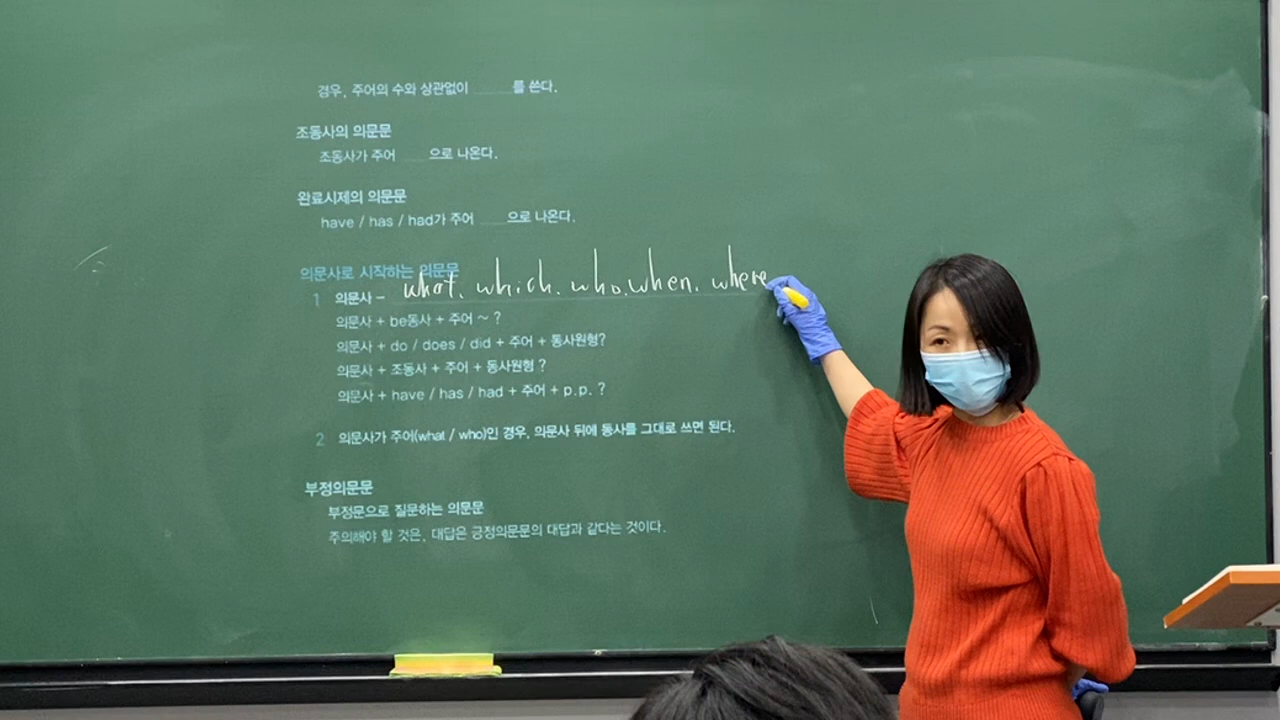 경우, 주어의 수와 상관없이 ____를 쓴다.
조동사의 의문문
조동사가 주어 ____ 으로 나온다.
완료시제의 의문문
have / has / had가 주어 ____으로 나온다.
의문사로 시작하는 의문문
1 의문사 - what. which. who. when. where
의문사 + be동사 + 주어 ~ ?
의문사 + do / does / did + 주어 + 동사원형?
의문사 + 조동사 + 주어 + 동사원형 ?
의문사 + have / has / had + 주어 + p.p. ?
2 의문사가 주어(what / who)인 경우, 의문사 뒤에 동사를 그대로 쓰면 된다.
부정의문문
부정문으로 질문하는 의문문
주의해야 할 것은, 대답은 긍정의문문의 대답과 같다는 것이다.